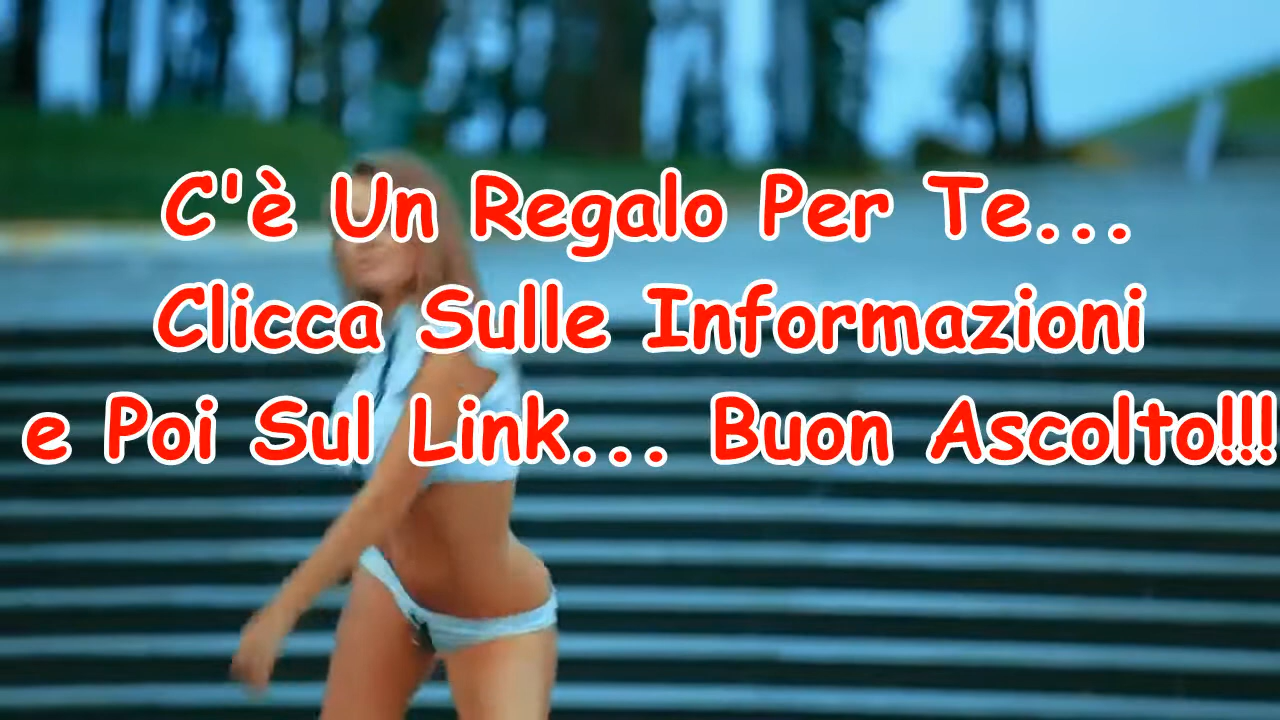 C'è Un Regalo Per Te...
Clicca Sulle Informazioni
e Poi Sul Link... Buon Ascolto!!!